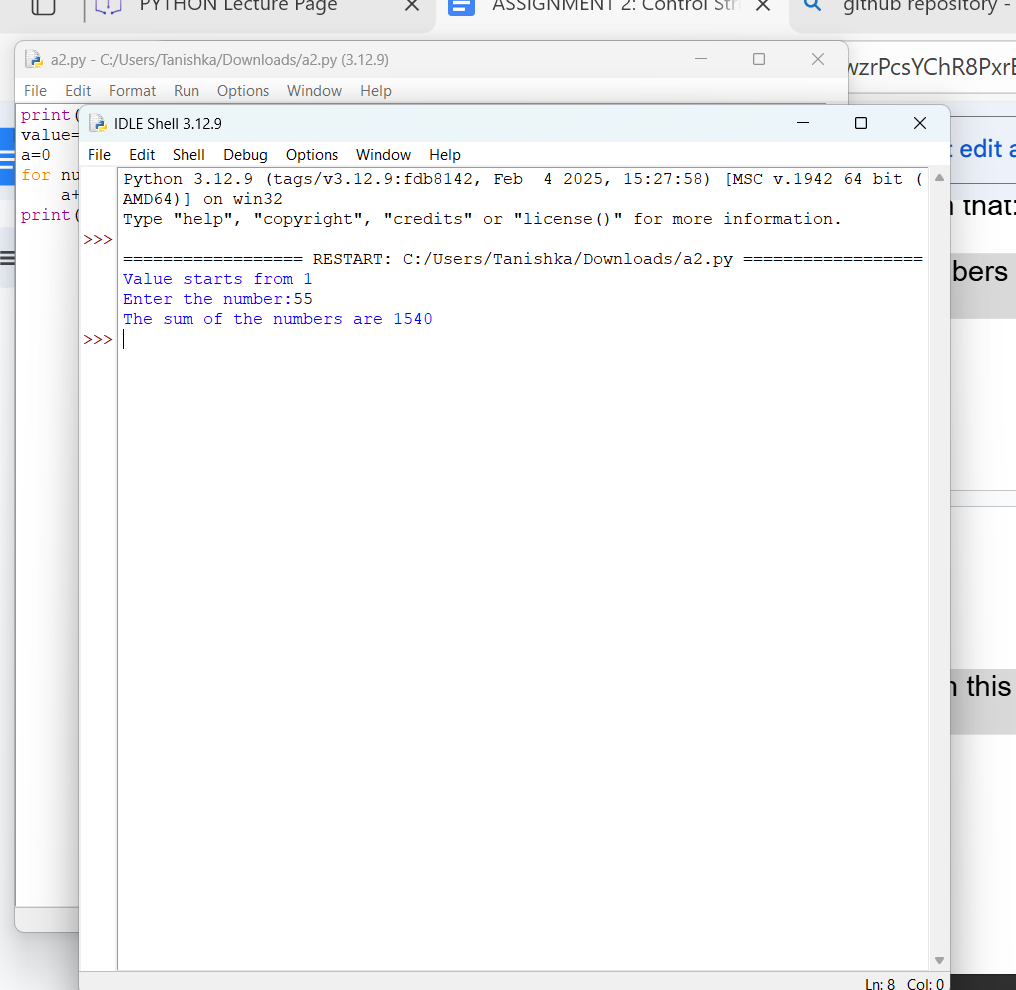 PYTHON Lecture Page
ASSIGNMENT 2: Control Str
github repository -
a2.py - C:/Users/Tanishka/Downloads/a2.py (3.12.9)
wzrPcsYChR8PxrE
File Edit Format Run Options Window Help
print(
value=
a=0
for nu
a+
print(
IDLE Shell 3.12.9
File Edit Shell Debug Options Window Help
Python 3.12.9 (tags/v3.12.9:fdb8142, Feb  4 2025, 15:27:58) [MSC v.1942 64 bit (
AMD64)] on win32
Type "help", "copyright", "credits" or "license()" for more information.
>>>
================== RESTART: C:/Users/Tanishka/Downloads/a2.py ==================
Value starts from 1
Enter the number:55
The sum of the numbers are 1540
>>>
Ln: 8 Col: 0
edit a
that:
bers
this